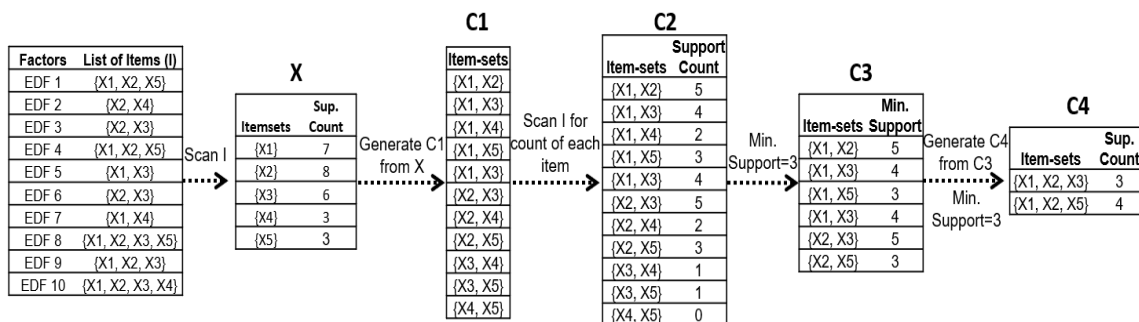 Factors List of Items (I)
EDF 1 {X1, X2, X5}
EDF 2 {X2, X4}
EDF 3 {X2, X3}
EDF 4 {X1, X2, X5}
EDF 5 {X1, X3}
EDF 6 {X2, X3}
EDF 7 {X1, X4}
EDF 8 {X1, X2, X3, X5}
EDF 9 {X1, X2, X3}
EDF 10 {X1, X2, X3, X4}
Scan I
X
Sup.
Itemsets Count
{X1} 7
{X2} 8
{X3} 6
{X4} 3
{X5} 3
Generate C1
from X
C1
Item-sets
{X1, X2}
{X1, X3}
{X1, X4}
{X1, X5}
{X1, X3}
{X2, X3}
{X2, X4}
{X2, X5}
{X3, X4}
{X3, X5}
{X4, X5}
Scan I for
count of each
item
C2
Support
Item-sets Count
{X1, X2} 5
{X1, X3} 4
{X1, X4} 2
{X1, X5} 3
{X1, X3} 4
{X2, X3} 5
{X2, X4} 2
{X2, X5} 3
{X3, X4} 1
{X3, X5} 1
{X4, X5} 0
Min.
Support=3
C3
Min.
Item-sets Support
{X1, X2} 5
{X1, X3} 4
{X1, X5} 3
{X1, X3} 4
{X2, X3} 5
{X2, X5} 3
Generate C4
from C3
Min.
Support=3
C4
Sup.
Item-sets Count
{X1, X2, X3} 3
{X1, X2, X5} 4